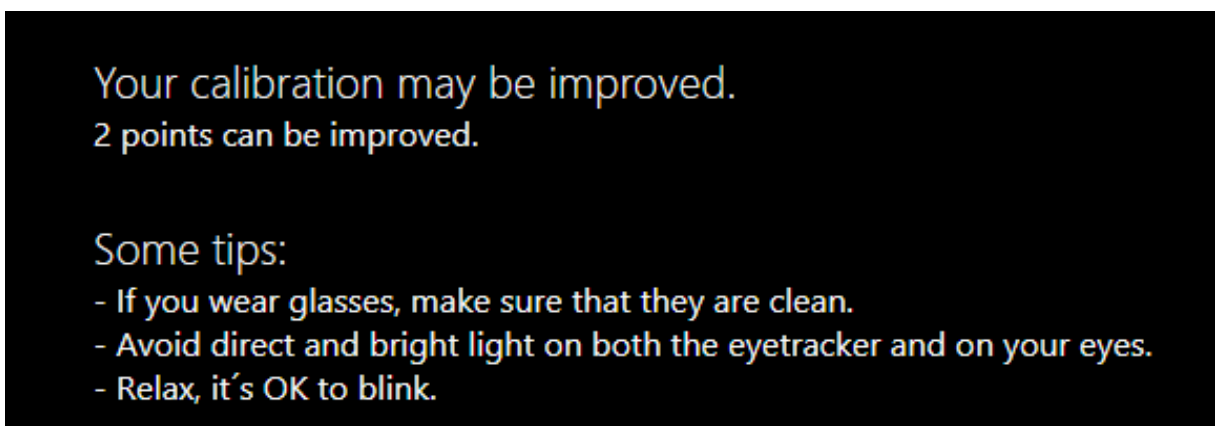 Your calibration may be improved.
2 points can be improved.
Some tips:
- If you wear glasses, make sure that they are clean.
- Avoid direct and bright light on both the eyetracker and on your eyes.
- Relax, it´s OK to blink.